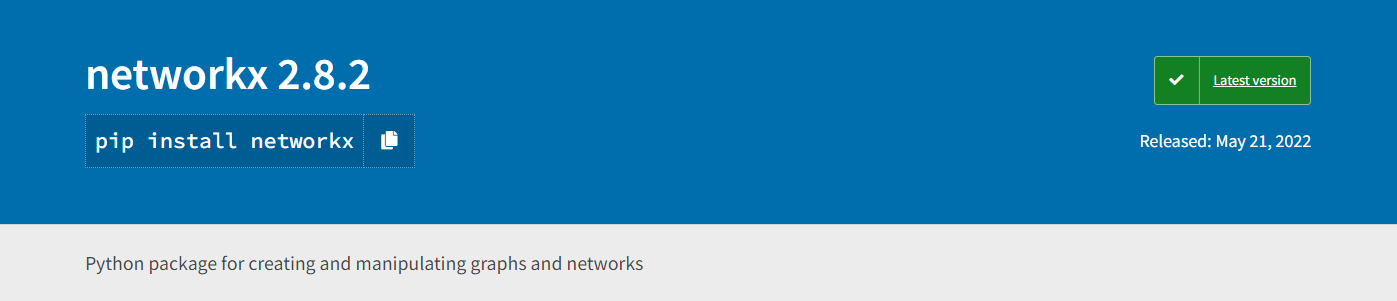 networkx 2.8.2
pip install networkx
Latest version
Released: May 21, 2022
Python package for creating and manipulating graphs and networks